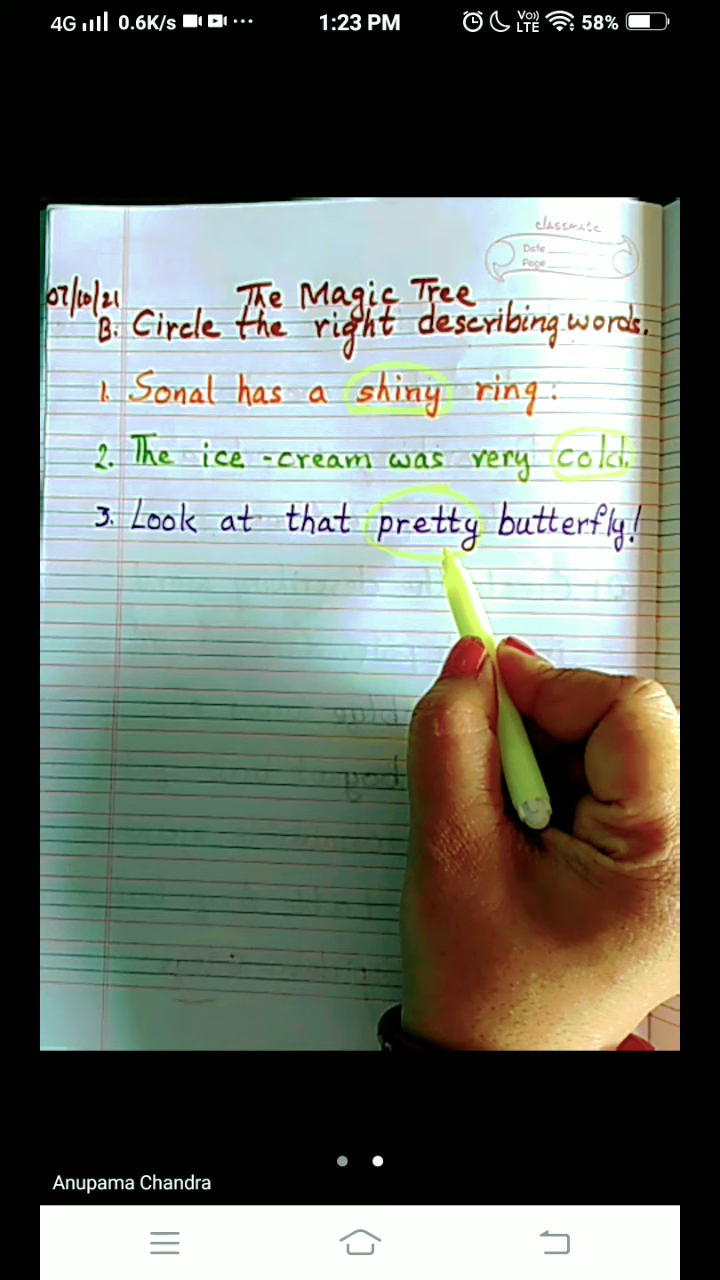 4G 0.6K/s ... 1:23 PM Vo) LTE 58%
classmate
Date
Page
07/10/21 The Magic Tree
B. Circle the right describing words.
1. Sonal has a shiny ring.
2. The ice-cream was very cold.
3. Look at that pretty butterfly!
Anupama Chandra